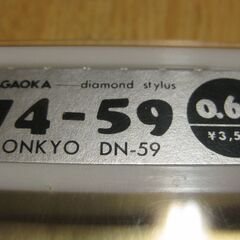 AGAOKA diamond stylus
74-59 0.6
¥3,5
ONKYO DN-59